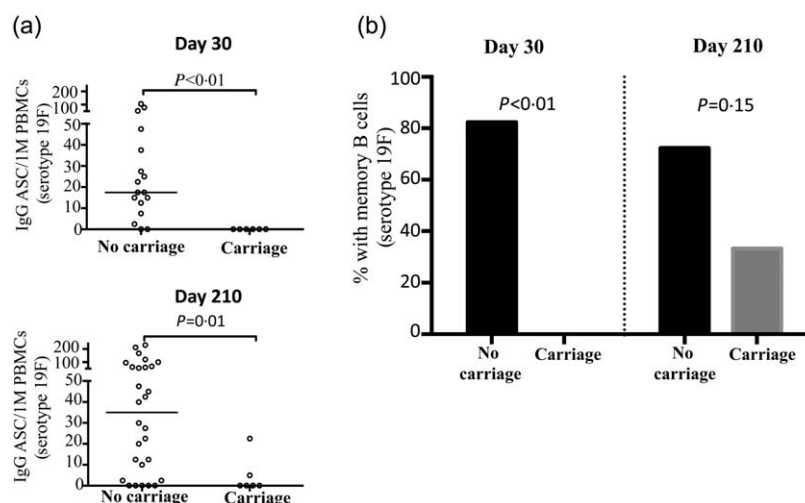 (a)
Day 30
P<0·01
200
100
50
40
30
20
10
0
IgG ASC/1M PBMCs
(serotype 19F)
No carriage Carriage
Day 210
P=0·01
200
100
50
40
30
20
10
0
IgG ASC/1M PBMCs
(serotype 19F)
No carriage Carriage
(b)
Day 30 Day 210
100
80
60
40
20
0
% with memory B cells
(serotype 19F)
P<0·01 P=0·15
No Carriage No Carriage
carriage carriage